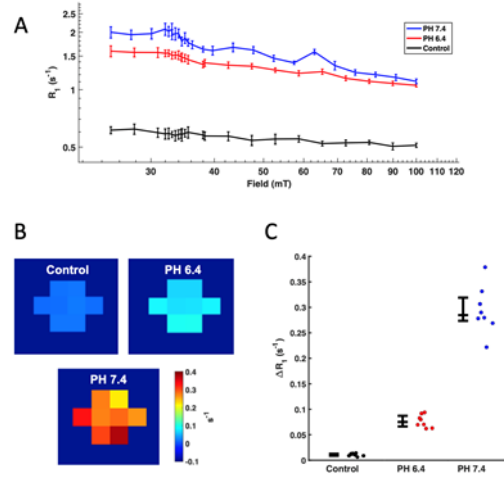 A
PH 7.4
PH 6.4
Control
2.5
2
1.5
1
0.5
R1 (s-1)
30 40 50 60 70 80 90 100 110 120
Field (mT)
B
Control
PH 6.4
PH 7.4
0.4
0.3
0.2
0.1
0
-0.1
s-1
C
0.4
0.35
0.3
0.25
0.2
0.15
0.1
0.05
0
ΔR1 (s-1)
Control PH 6.4 PH 7.4